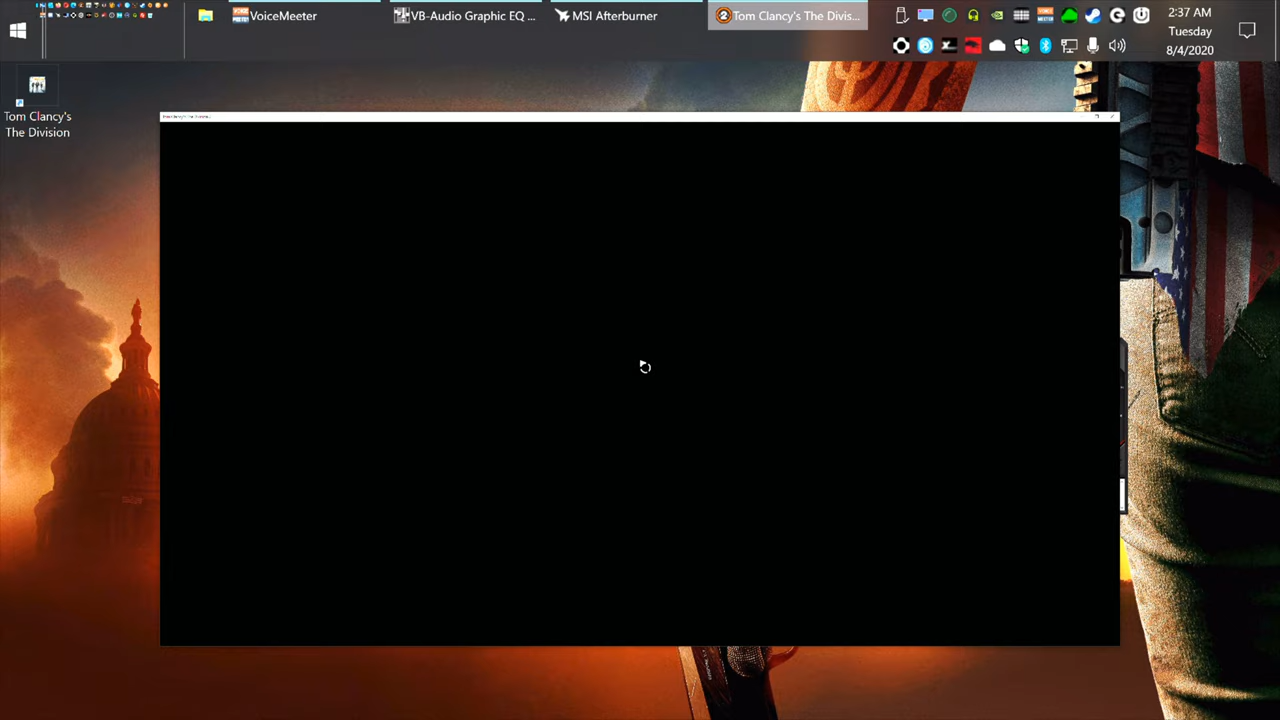 VoiceMeeter
VB-Audio Graphic EQ ...
MSI Afterburner
Tom Clancy's The Divis...
2:37 AM
Tuesday
8/4/2020
Tom Clancy's
The Division